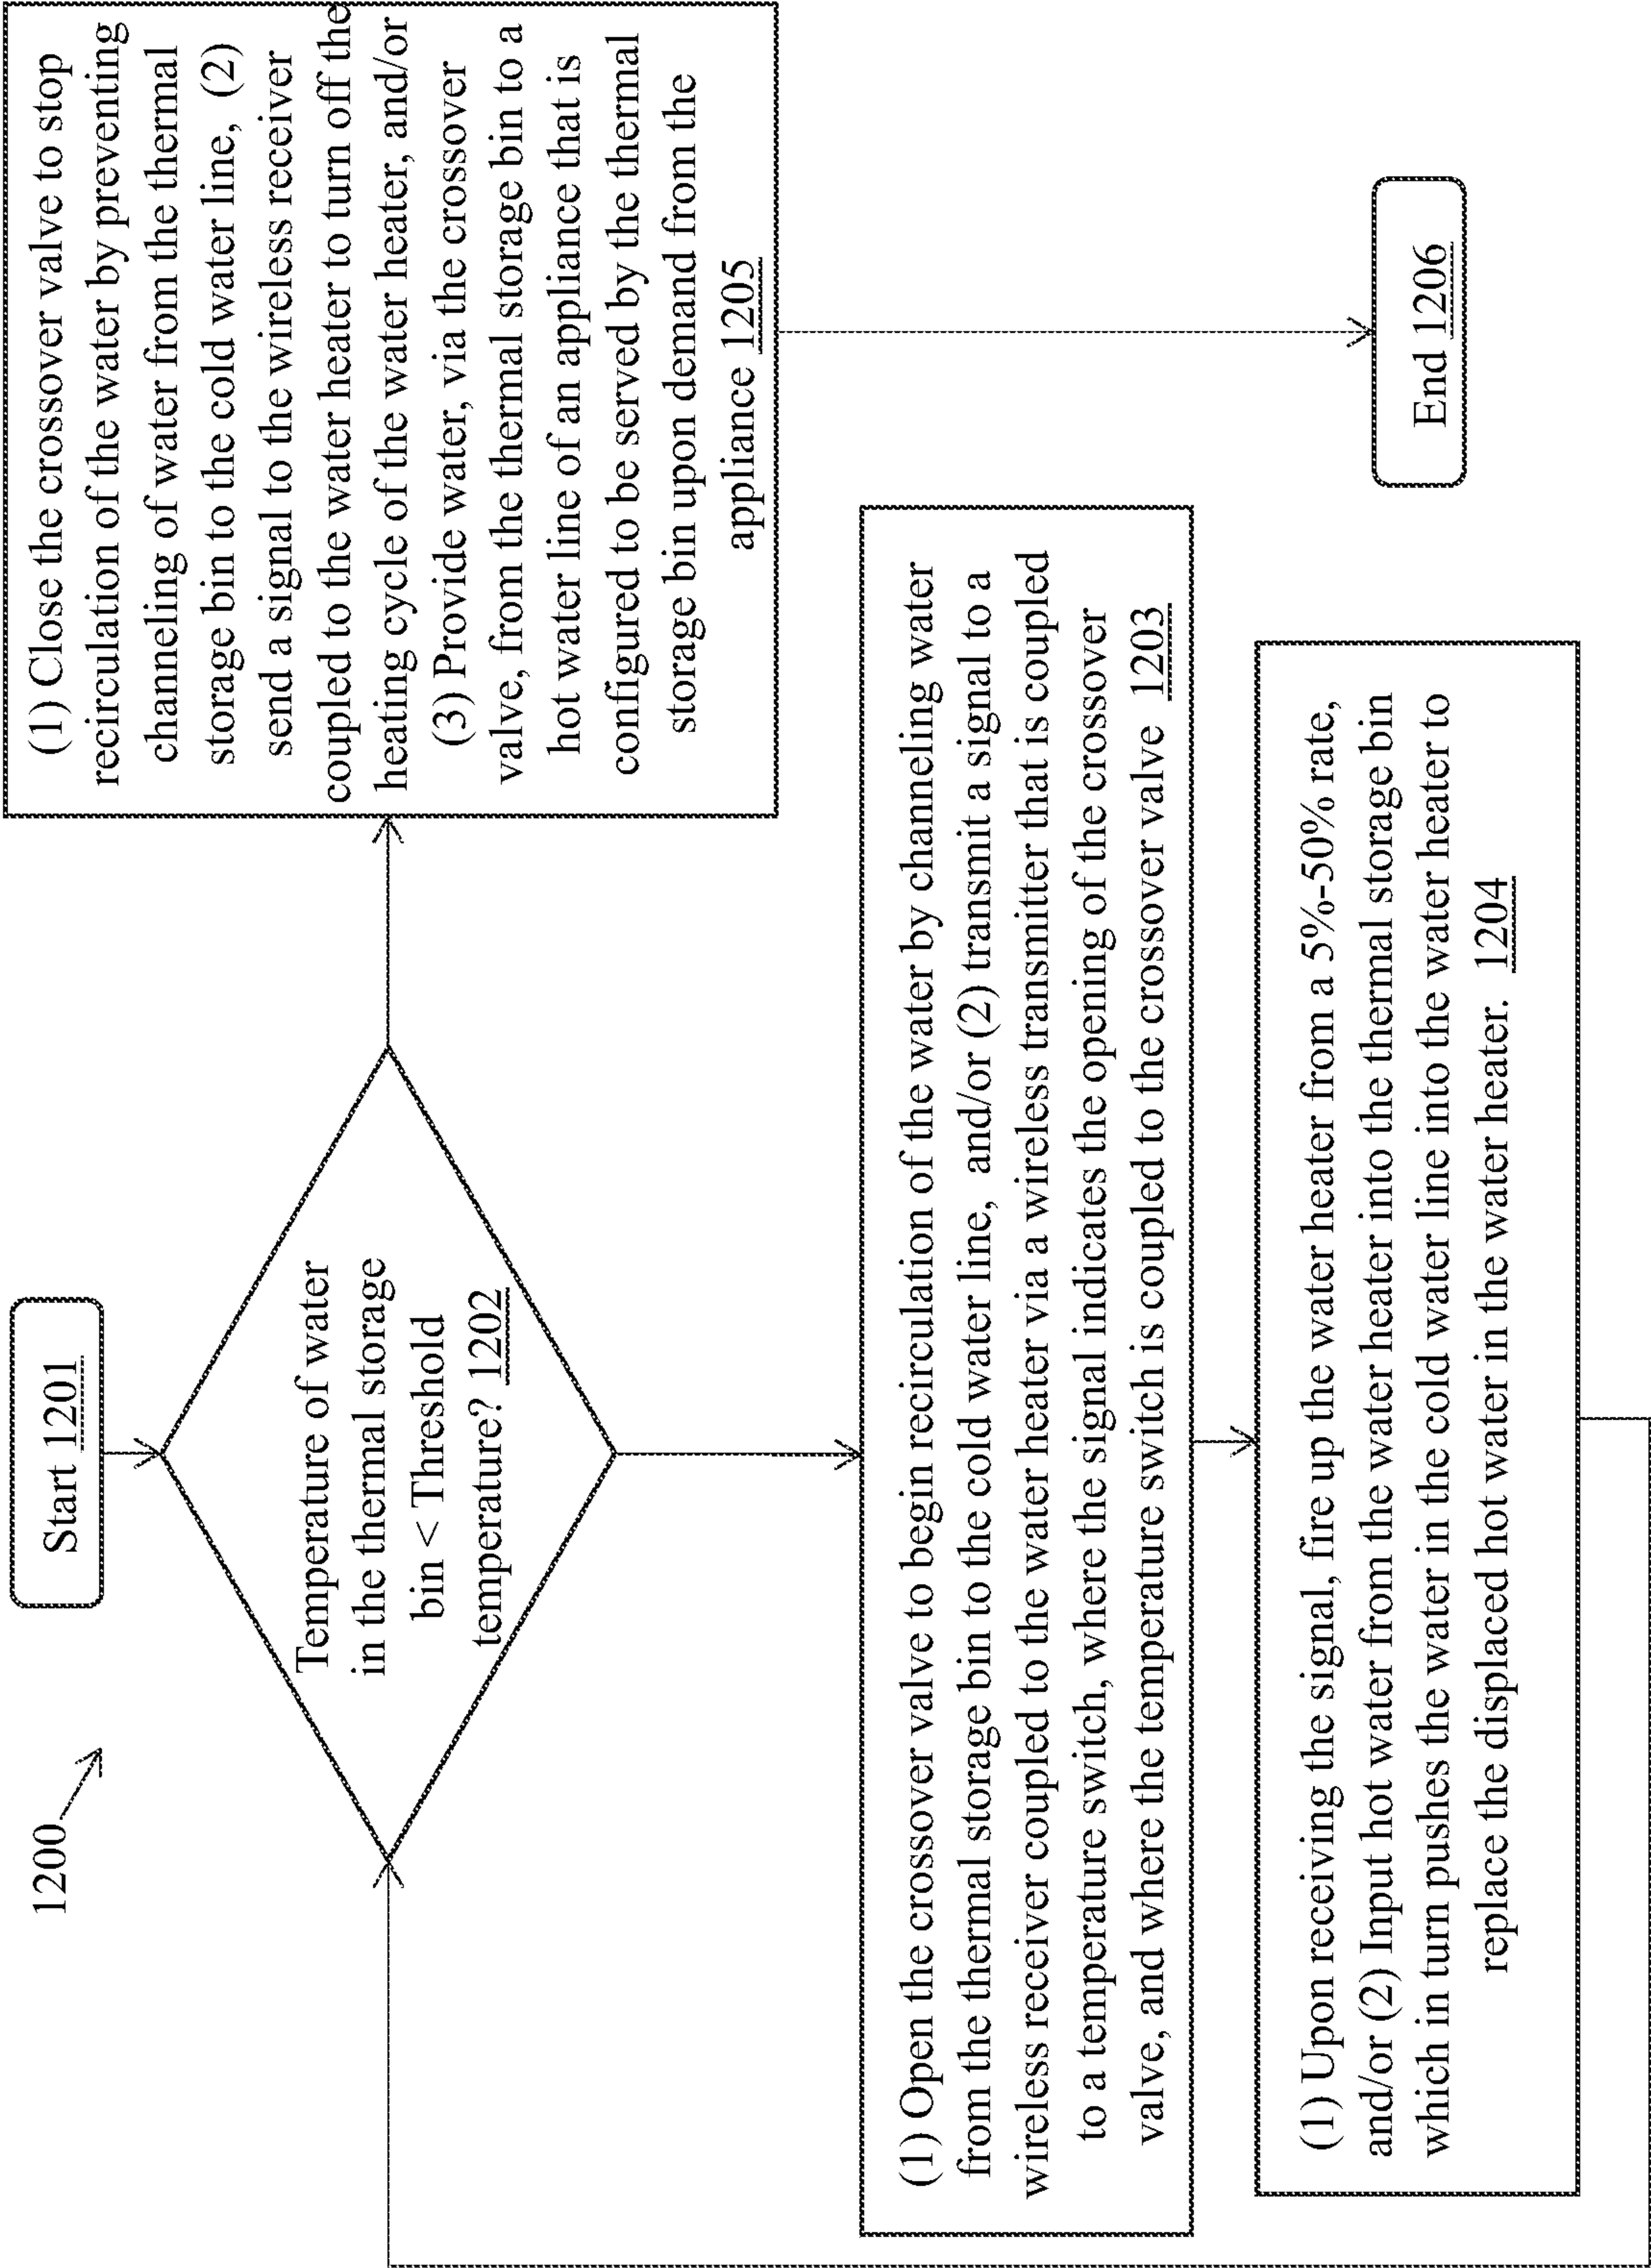 1200
Start 1201
Temperature of water
in the thermal storage
bin < Threshold
temperature? 1202
(1) Open the crossover valve to begin recirculation of the water by channeling water
from the thermal storage bin to the cold water line, and/or (2) transmit a signal to a
wireless receiver coupled to the water heater via a wireless transmitter that is coupled
to a temperature switch, where the signal indicates the opening of the crossover
valve, and where the temperature switch is coupled to the crossover valve 1203
(1) Upon receiving the signal, fire up the water heater from a 5%-50% rate,
and/or (2) Input hot water from the water heater into the thermal storage bin
which in turn pushes the water in the cold water line into the water heater to
replace the displaced hot water in the water heater. 1204
(1) Close the crossover valve to stop
recirculation of the water by preventing
channeling of water from the thermal
storage bin to the cold water line, (2)
send a signal to the wireless receiver
coupled to the water heater to turn off the
heating cycle of the water heater, and/or
(3) Provide water, via the crossover
valve, from the thermal storage bin to a
hot water line of an appliance that is
configured to be served by the thermal
storage bin upon demand from the
appliance 1205
End 1206